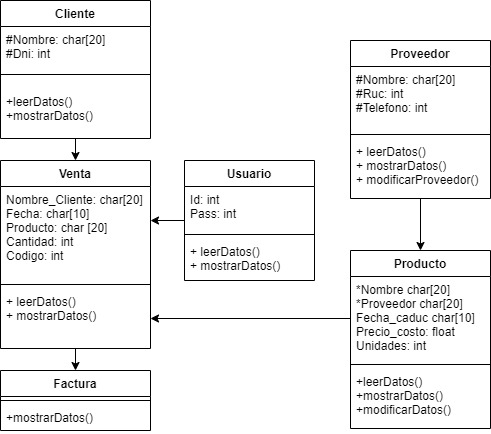 Cliente
#Nombre: char[20]
#Dni: int
+leerDatos()
+mostrarDatos()
Proveedor
#Nombre: char[20]
#Ruc: int
#Telefono: int
+ leerDatos()
+ mostrarDatos()
+ modificarProveedor()
Venta
Nombre_Cliente: char[20]
Fecha: char[10]
Producto: char [20]
Cantidad: int
Codigo: int
+ leerDatos()
+ mostrarDatos()
Usuario
Id: int
Pass: int
+ leerDatos()
+ mostrarDatos()
Producto
*Nombre char[20]
*Proveedor char[20]
Fecha_caduc char[10]
Precio_costo: float
Unidades: int
+leerDatos()
+mostrarDatos()
+modificarDatos()
Factura
+mostrarDatos()